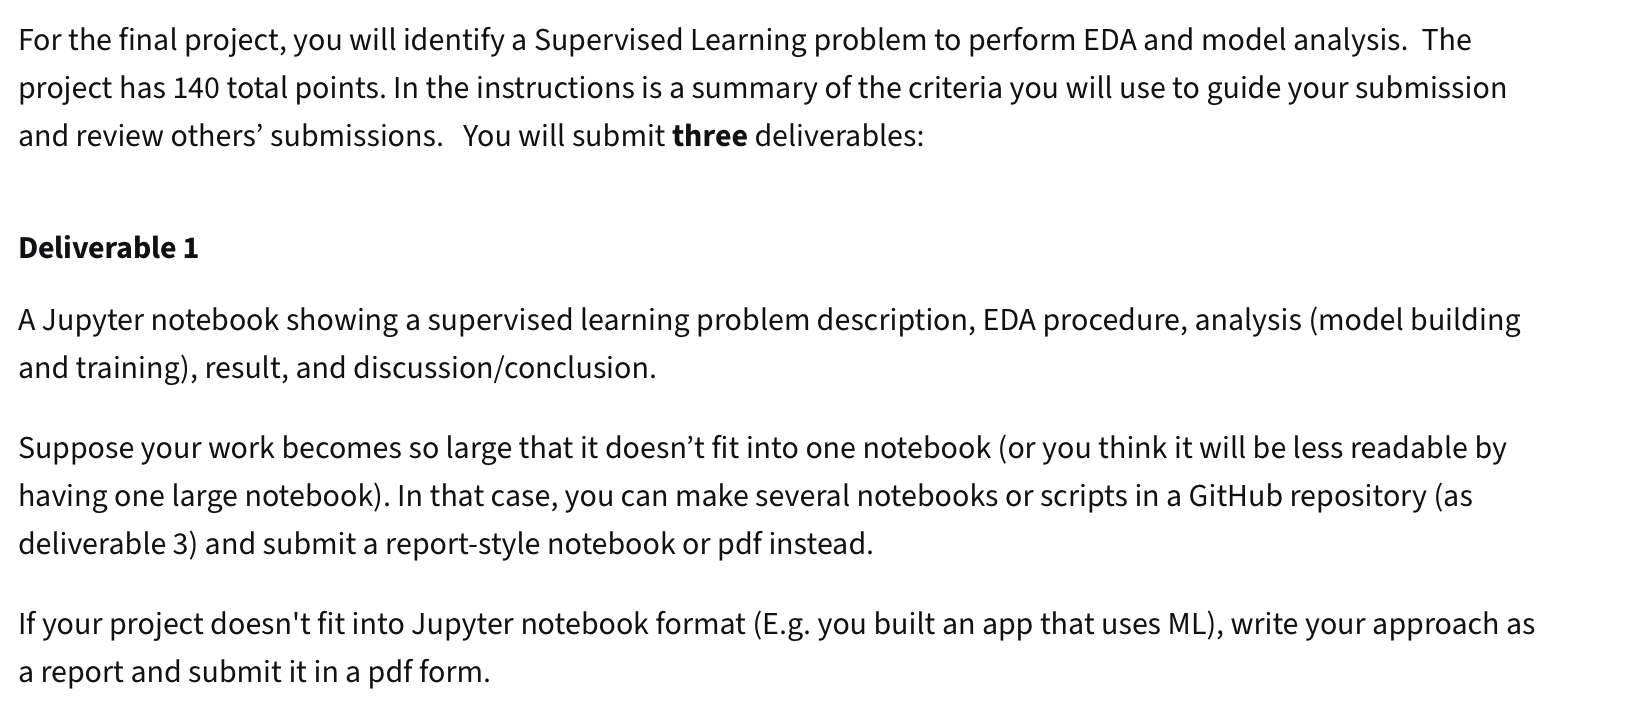 For the final project, you will identify a Supervised Learning problem to perform EDA and model analysis.  The
project has 140 total points. In the instructions is a summary of the criteria you will use to guide your submission
and review others’ submissions.   You will submit three deliverables:
Deliverable 1
A Jupyter notebook showing a supervised learning problem description, EDA procedure, analysis (model building
and training), result, and discussion/conclusion.
Suppose your work becomes so large that it doesn’t fit into one notebook (or you think it will be less readable by
having one large notebook). In that case, you can make several notebooks or scripts in a GitHub repository (as
deliverable 3) and submit a report-style notebook or pdf instead.
If your project doesn't fit into Jupyter notebook format (E.g. you built an app that uses ML), write your approach as
a report and submit it in a pdf form.